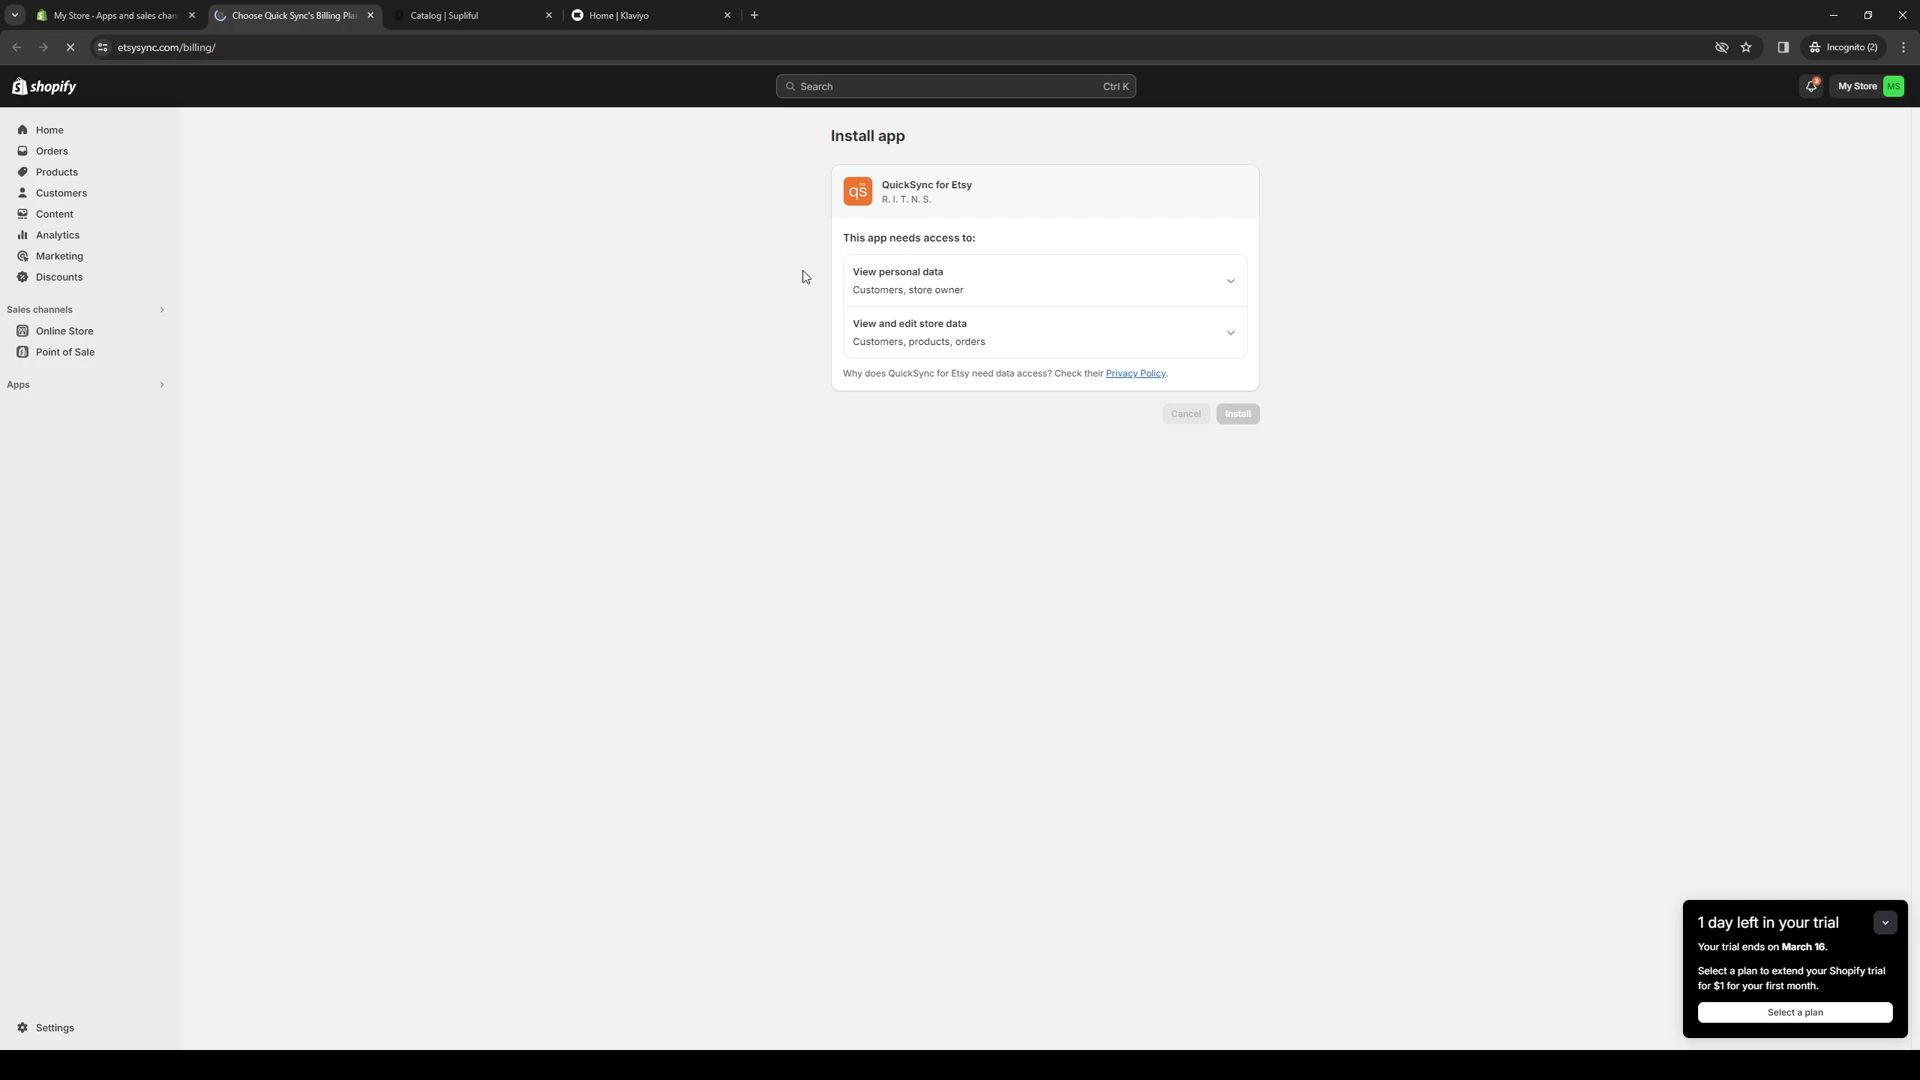 My Store · Apps and sales chan
Choose Quick Sync's Billing Pla
Catalog | Supliful
Home | Klaviyo
etsysync.com/billing/
Incognito (2)
shopify
Search
Ctrl K
3
My Store
MS
Home
Orders
Products
Customers
Content
Analytics
Marketing
Discounts
Sales channels
Online Store
Point of Sale
Apps
Settings
Install app
qs
QuickSync for Etsy
R. I. T. N. S.
This app needs access to:
View personal data
Customers, store owner
View and edit store data
Customers, products, orders
Why does QuickSync for Etsy need data access? Check their Privacy Policy.
Cancel
Install
1 day left in your trial
Your trial ends on March 16.
Select a plan to extend your Shopify trial
for $1 for your first month.
Select a plan